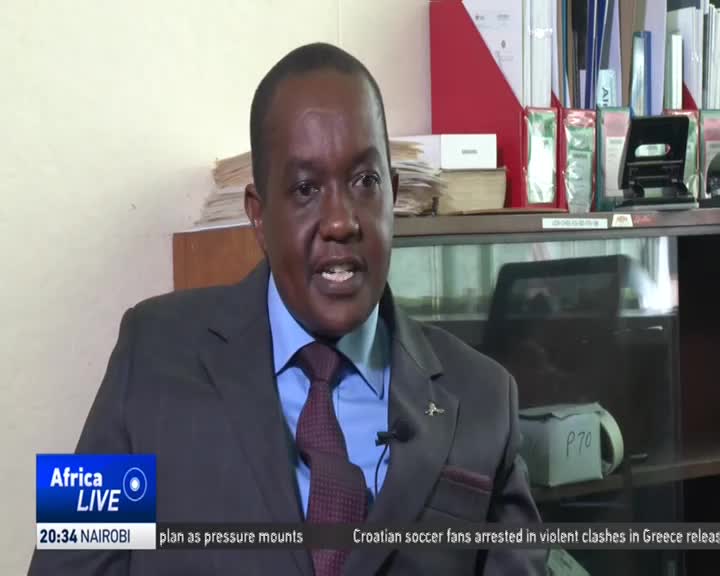 P70
Africa
LIVE
20:34 NAIROBI
plan as pressure mounts Croatian soccer fans arrested in violent clashes in Greece releas